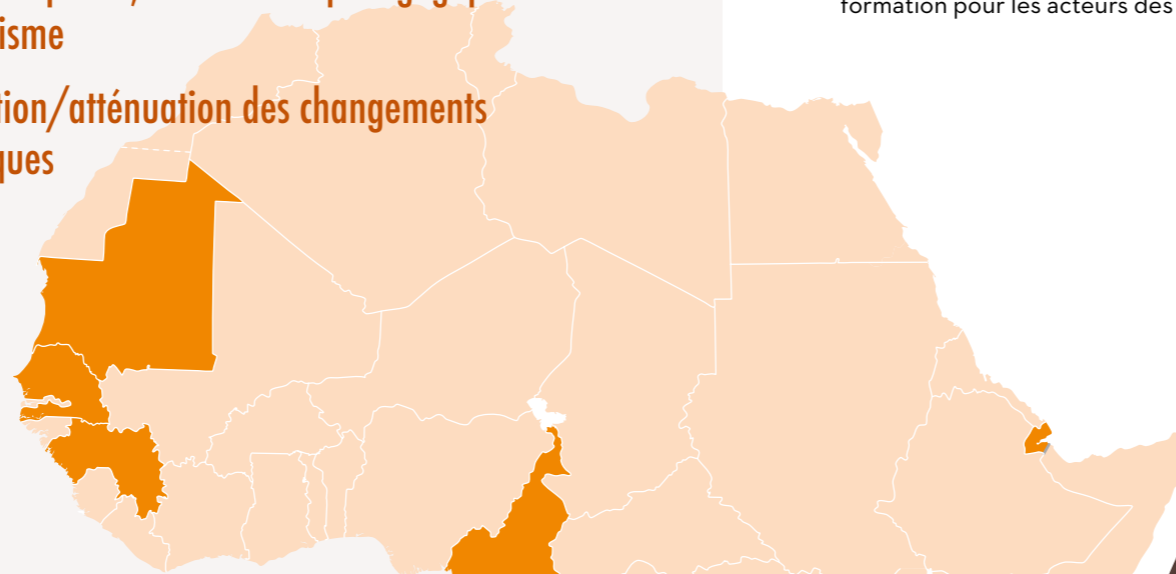 isme
tion/atténuation des changements
ques
formation pour les acteurs des